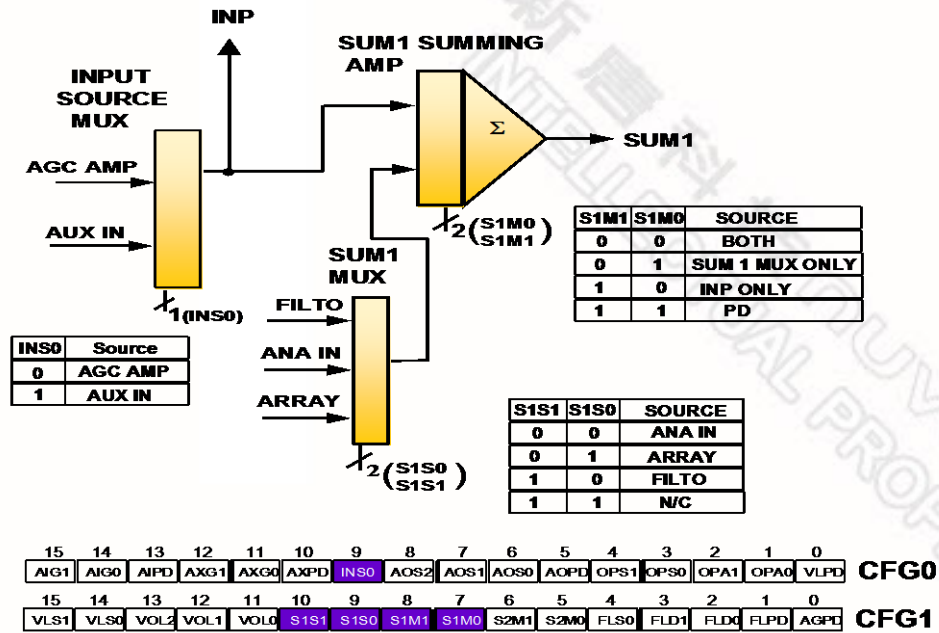 INP
SUM1 SUMMING
AMP
INPUT
SOURCE
MUX
Σ
SUM1
AGC AMP
AUX IN
2(S1M0
S1M1)
S1M1 S1M0 SOURCE
0 0 BOTH
0 1 SUM 1 MUX ONLY
1 0 INP ONLY
1 1 PD
SUM1
MUX
1(INS0)
FILTO
ANA IN
ARRAY
INS0 Source
0 AGC AMP
1 AUX IN
2(S1S0
S1S1)
S1S1 S1S0 SOURCE
0 0 ANA IN
0 1 ARRAY
1 0 FILTO
1 1 N/C
15 14 13 12 11 10 9 8 7 6 5 4 3 2 1 0
AIG1 AIG0 AIPD AXG1 AXG0 AXPD INS0 AOS2 AOS1 AOS0 AOPD OPS1 OPS0 OPA1 OPA0 VLPD CFG0
15 14 13 12 11 10 9 8 7 6 5 4 3 2 1 0
VLS1 VLS0 VOL2 VOL1 VOL0 S1S1 S1S0 S1M1 S1M0 S2M1 S2M0 FLS0 FLD1 FLD0 FLPD AGPD CFG1
新唐科技
INTELLECTUAL PROP